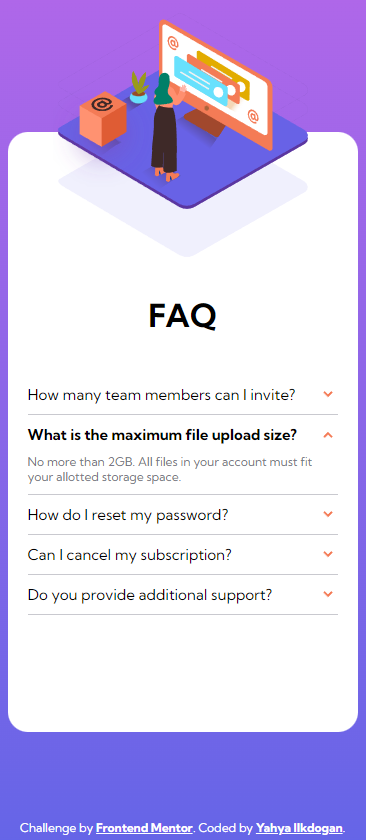 @
@
@
FAQ
How many team members can I invite?
What is the maximum file upload size?
No more than 2GB. All files in your account must fit
your allotted storage space.
How do I reset my password?
Can I cancel my subscription?
Do you provide additional support?
Challenge by Frontend Mentor. Coded by Yahya Ilkdogan.